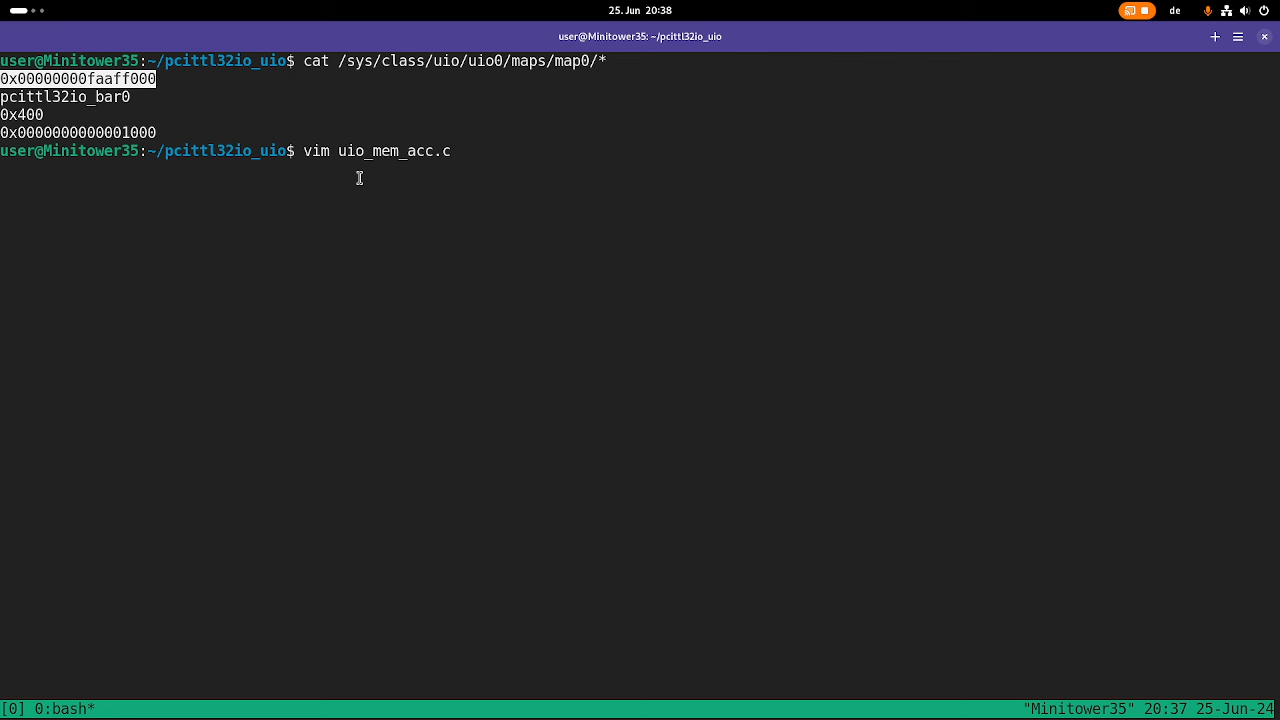 25. Jun 20:38
de
user@Minitower35: ~/pcittl32io_uio
user@Minitower35:~/pcittl32io_uio$ cat /sys/class/uio/uio0/maps/map0/*
0x00000000faaff000
pcittl32io_bar0
0x400
0x0000000000001000
user@Minitower35:~/pcittl32io_uio$ vim uio_mem_acc.c
[0] 0:bash* "Minitower35" 20:37 25-Jun-24